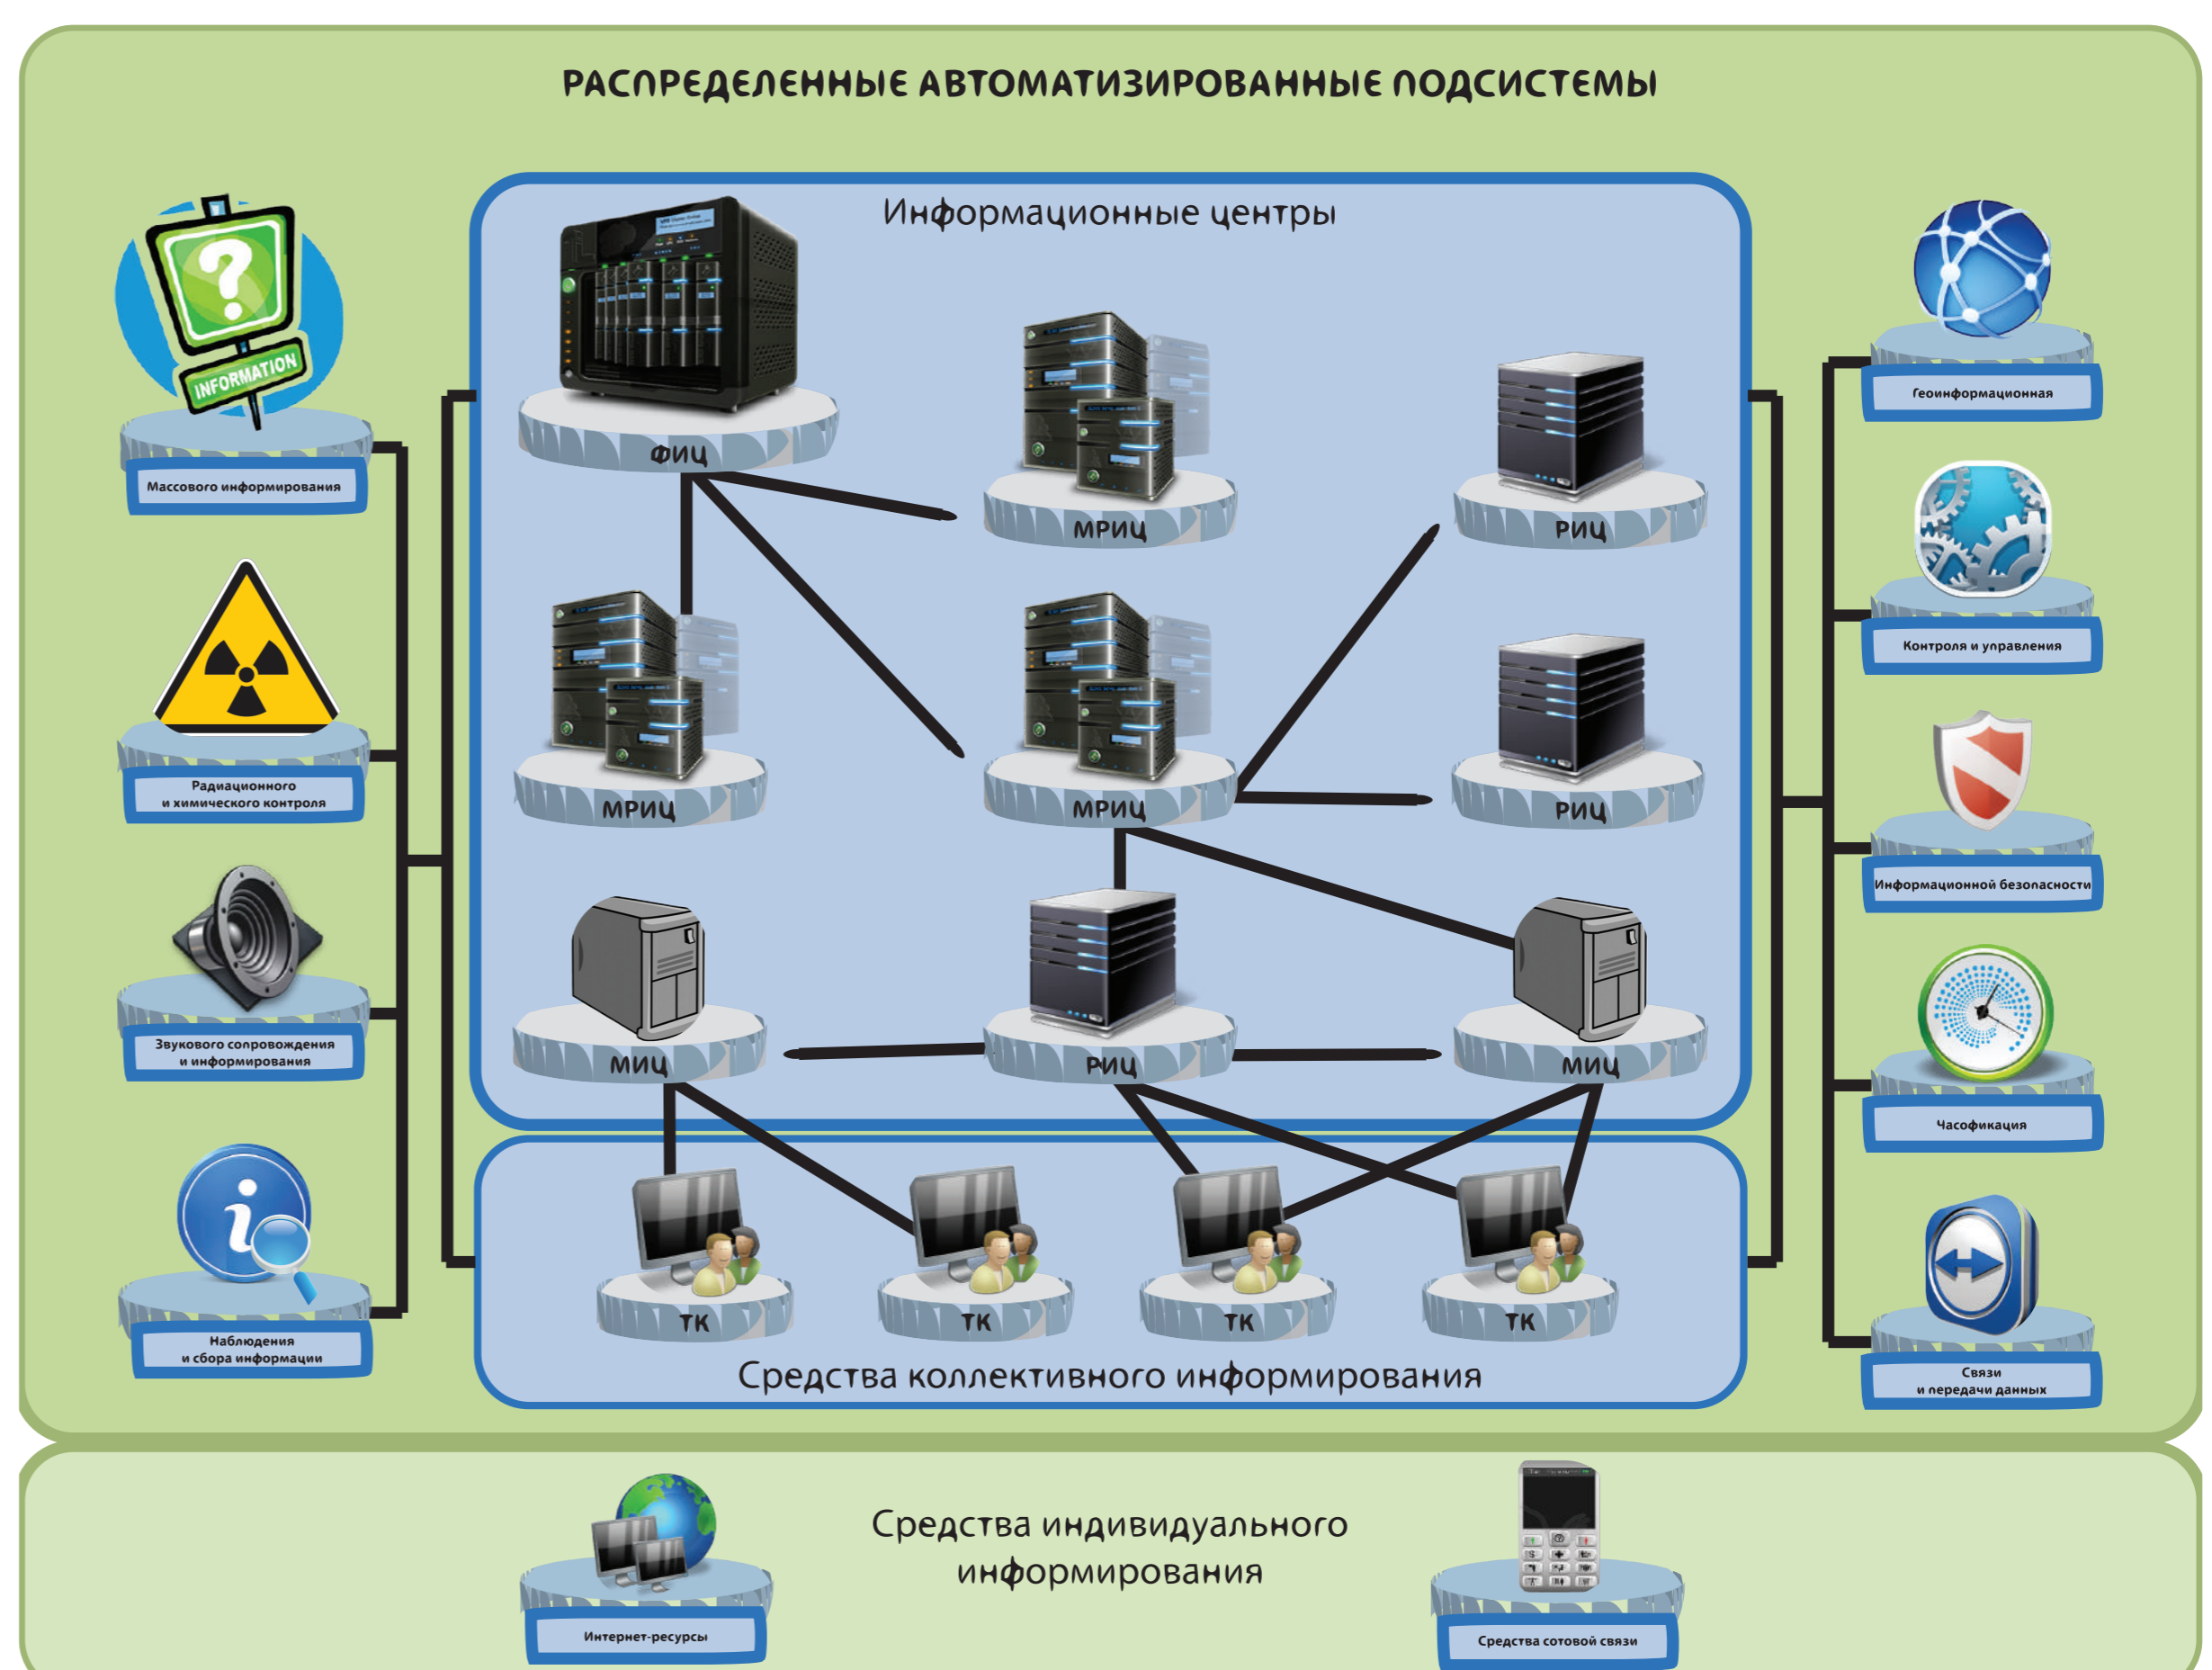 РАСПРЕДЕЛЕННЫЕ АВТОМАТИЗИРОВАННЫЕ ПОДСИСТЕМЫ
INFORMATION
Массового информирования
Радиационного
и химического контроля
Звукового сопровождения
и информирования
Наблюдения
и сбора информации
Информационные центры
ФИЦ
МРИЦ
РИЦ
МРИЦ
МРИЦ
РИЦ
МИЦ
РИЦ
МИЦ
ТК
ТК
ТК
ТК
Средства коллективного информирования
Геоинформационная
Контроля и управления
Информационной безопасности
Часофикация
Связи
и передачи данных
Средства индивидуального
информирования
Интернет-ресурсы
Средства сотовой связи